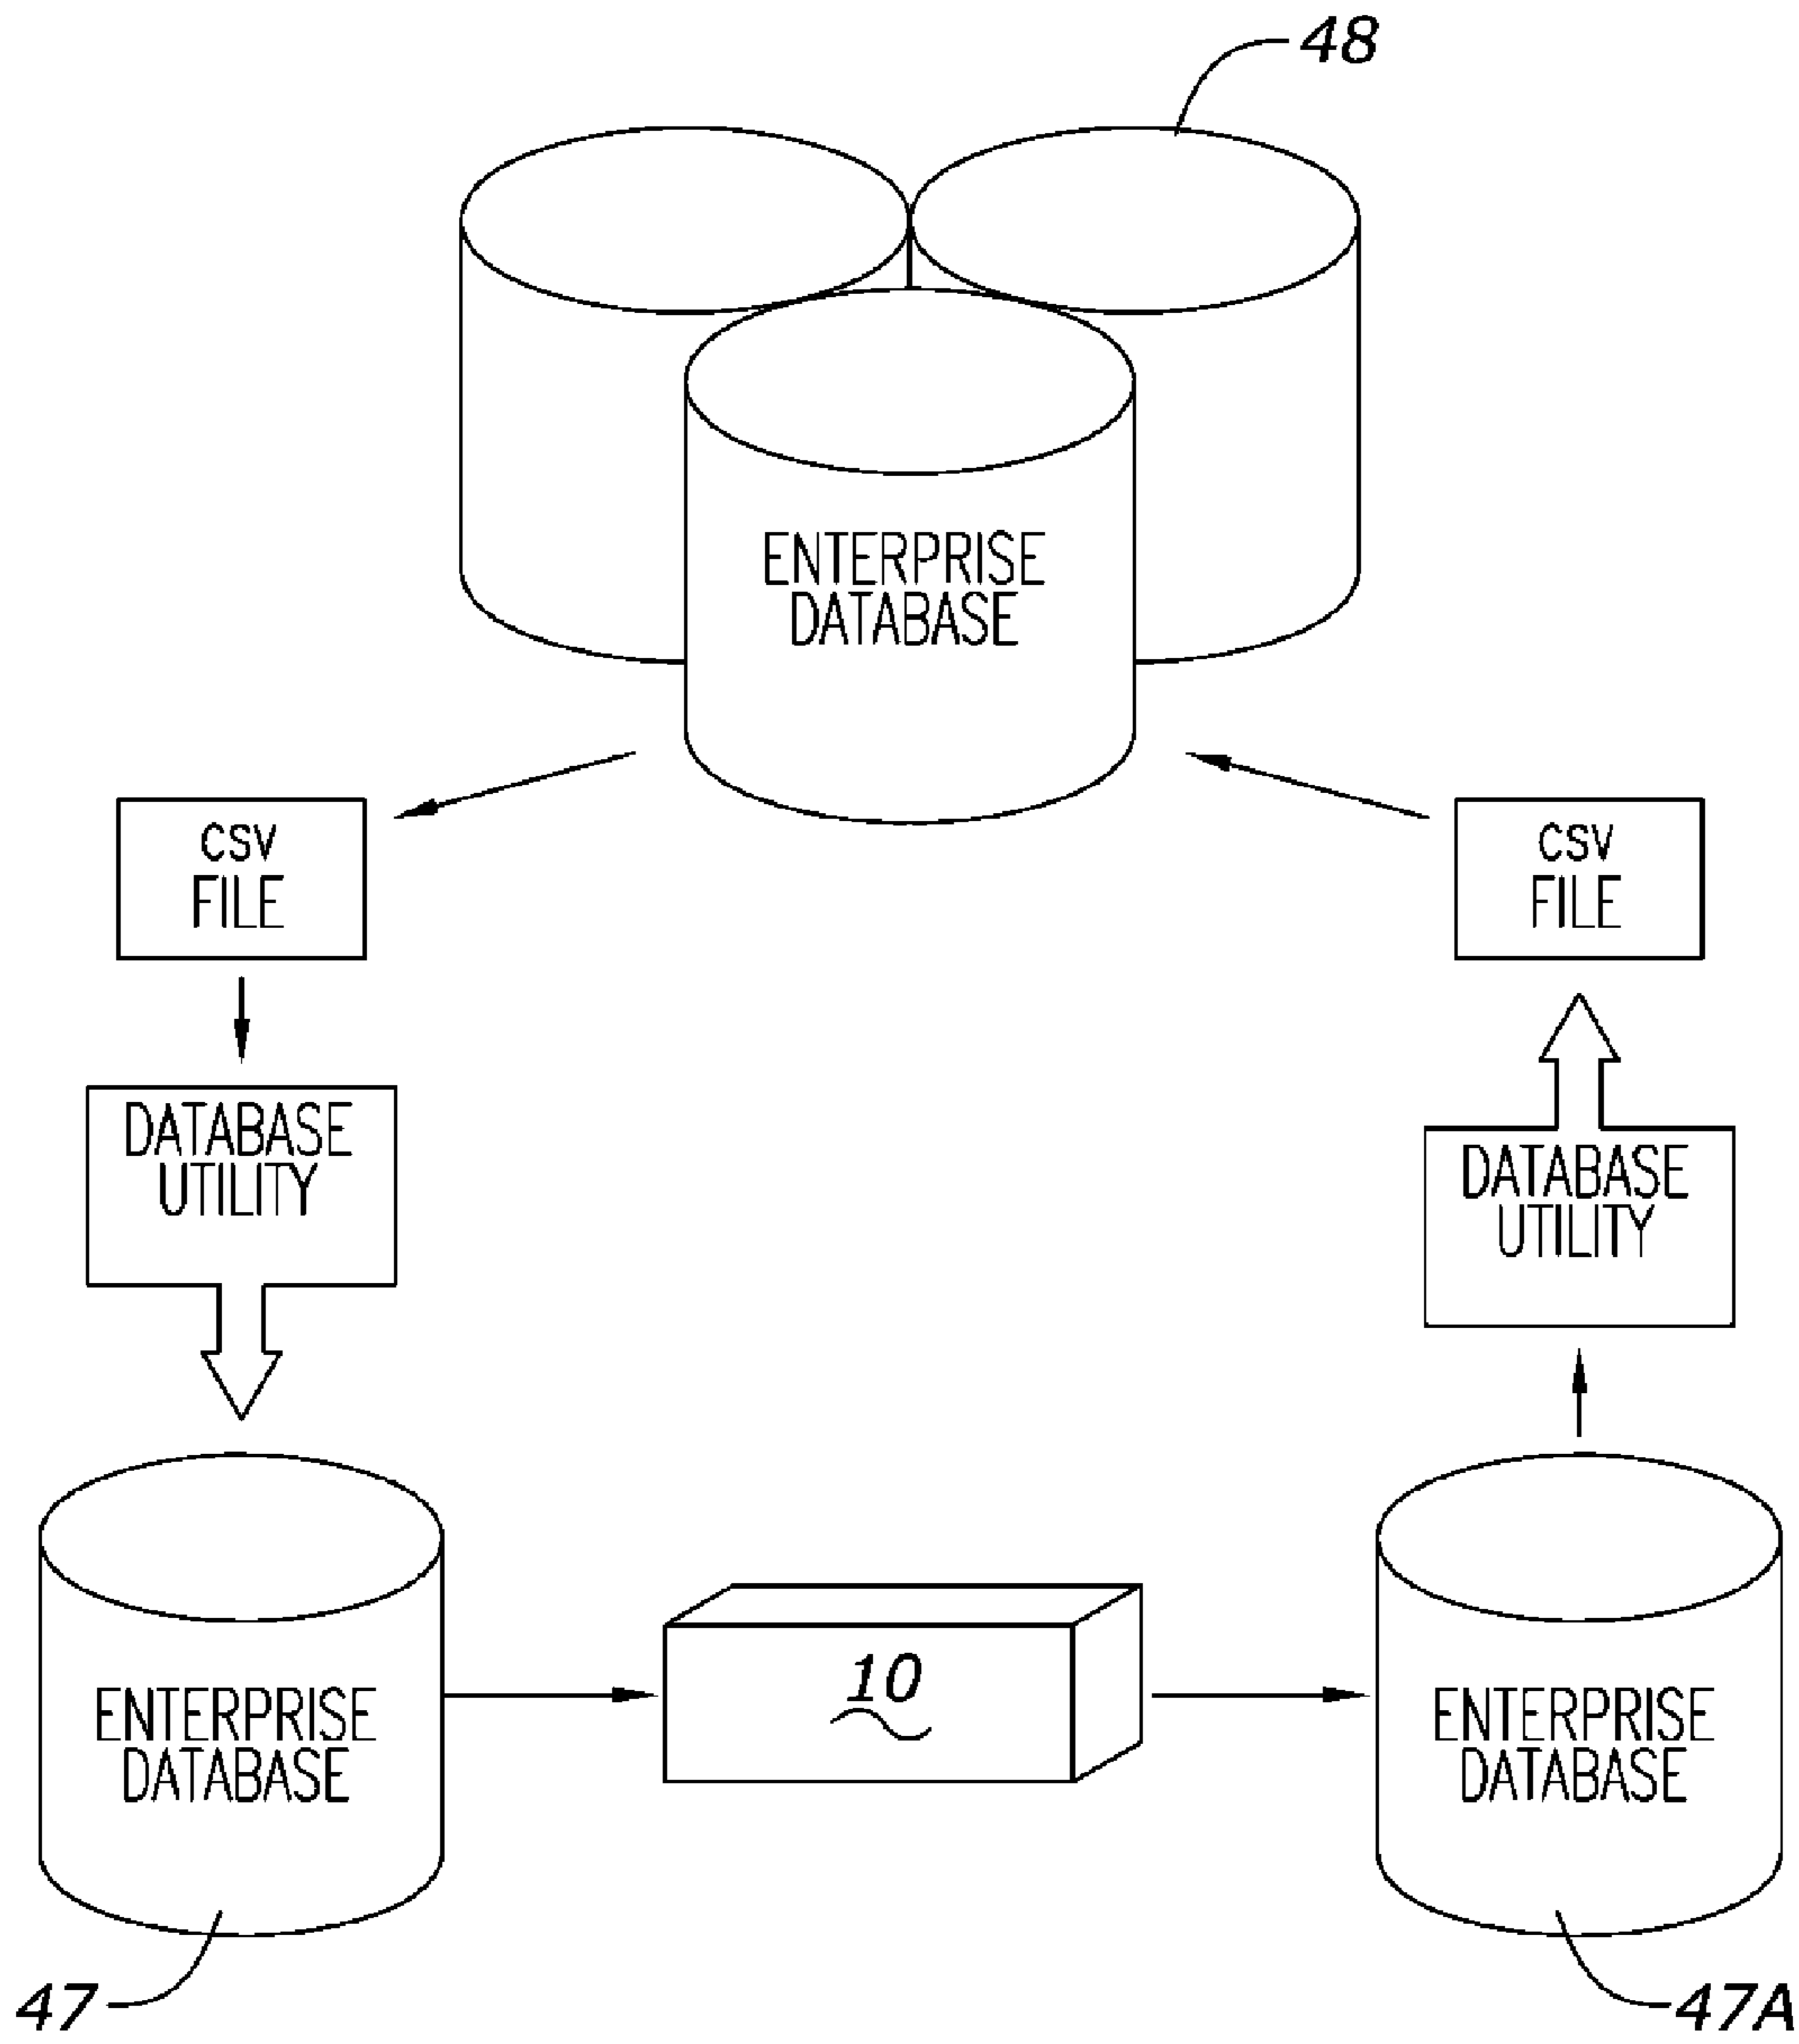 48
ENTERPRISE
DATABASE
CSV
FILE
CSV
FILE
DATABASE
UTILITY
DATABASE
UTILITY
ENTERPRISE
DATABASE
10
ENTERPRISE
DATABASE
47
47A